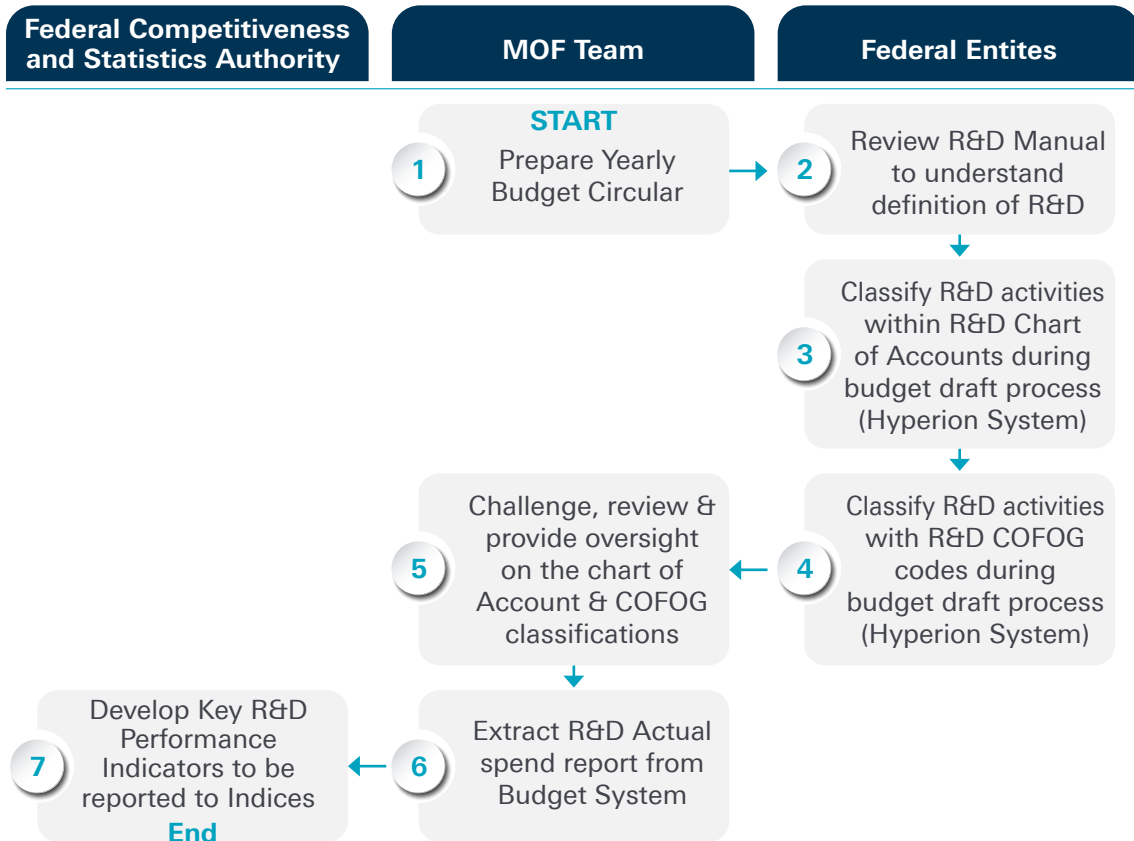 Federal Competitiveness
and Statistics Authority
MOF Team
Federal Entites
START
1
Prepare Yearly
Budget Circular
2
Review R&D Manual
to understand
definition of R&D
3
Classify R&D activities
within R&D Chart
of Accounts during
budget draft process
(Hyperion System)
4
Classify R&D activities
with R&D COFOG
codes during
budget draft process
(Hyperion System)
5
Challenge, review &
provide oversight
on the chart of
Account & COFOG
classifications
6
Extract R&D Actual
spend report from
Budget System
7
Develop Key R&D
Performance
Indicators to be
reported to Indices
End